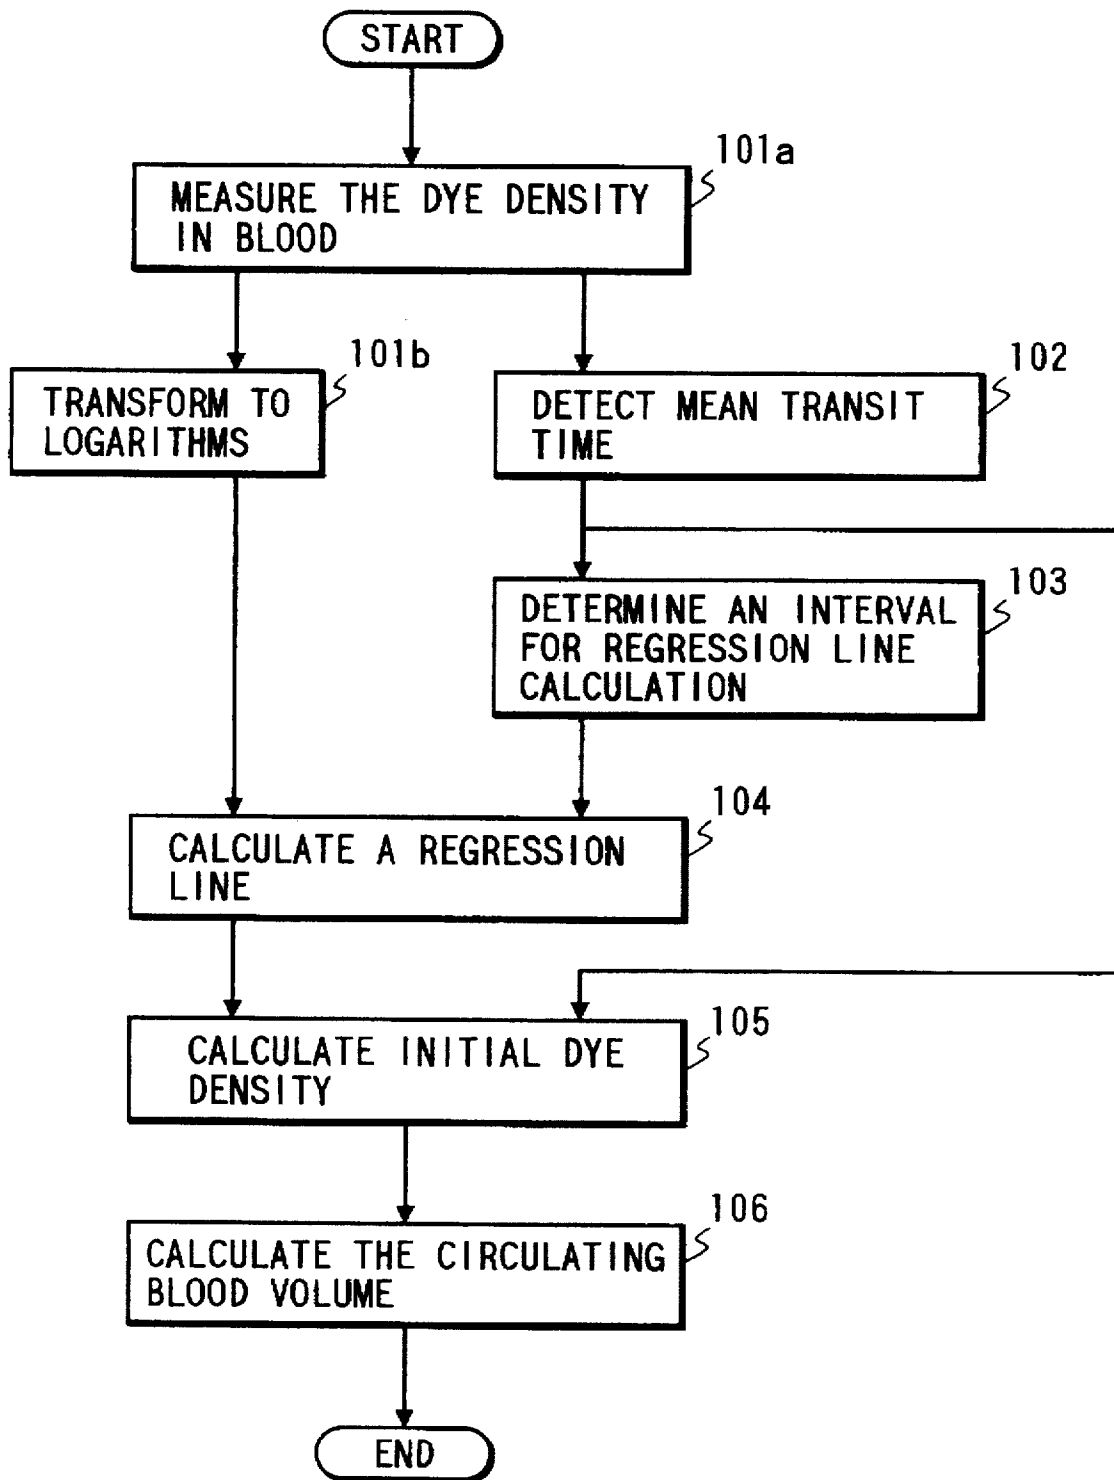 START
101a
MEASURE THE DYE DENSITY
IN BLOOD
101b
TRANSFORM TO
LOGARITHMS
102
DETECT MEAN TRANSIT
TIME
103
DETERMINE AN INTERVAL
FOR REGRESSION LINE
CALCULATION
104
CALCULATE A REGRESSION
LINE
105
CALCULATE INITIAL DYE
DENSITY
106
CALCULATE THE CIRCULATING
BLOOD VOLUME
END